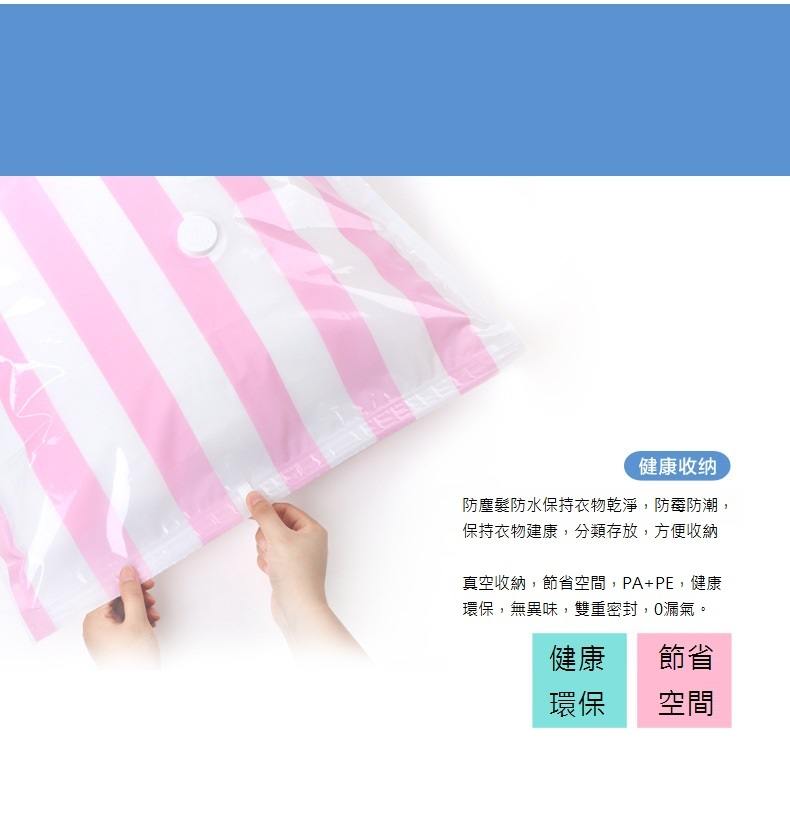 健康收纳
防塵髮防水保持衣物乾淨，防霉防潮，
保持衣物建康，分類存放，方便收納
真空收納，節省空間，PA+PE，健康
環保，無異味，雙重密封，0漏氣。
健康
環保
節省
空間